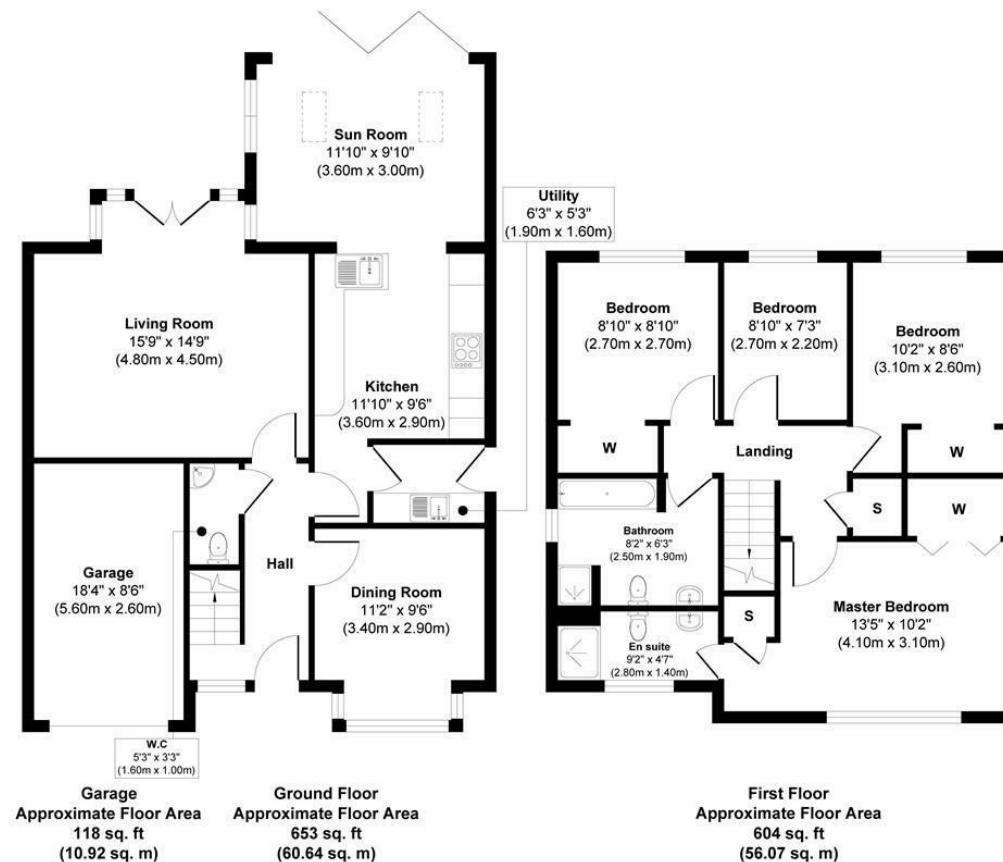 Sun Room
11'10" x 9'10"
(3.60m x 3.00m)
Utility
6'3" x 5'3"
(1.90m x 1.60m)
Living Room
15'9" x 14'9"
(4.80m x 4.50m)
Kitchen
11'10" x 9'6"
(3.60m x 2.90m)
Garage
18'4" x 8'6"
(5.60m x 2.60m)
Hall
Dining Room
11'2" x 9'6"
(3.40m x 2.90m)
W.C
5'3" x 3'3"
(1.60m x 1.00m)
Bedroom
8'10" x 8'10"
(2.70m x 2.70m)
Bedroom
8'10" x 7'3"
(2.70m x 2.20m)
Bedroom
10'2" x 8'6"
(3.10m x 2.60m)
W
Landing
W
S
W
Bathroom
8'2" x 6'3"
(2.50m x 1.90m)
S
Master Bedroom
13'5" x 10'2"
(4.10m x 3.10m)
En suite
9'2" x 4'7"
(2.80m x 1.40m)
Garage
Approximate Floor Area
118 sq. ft
(10.92 sq. m)
Ground Floor
Approximate Floor Area
653 sq. ft
(60.64 sq. m)
First Floor
Approximate Floor Area
604 sq. ft
(56.07 sq. m)